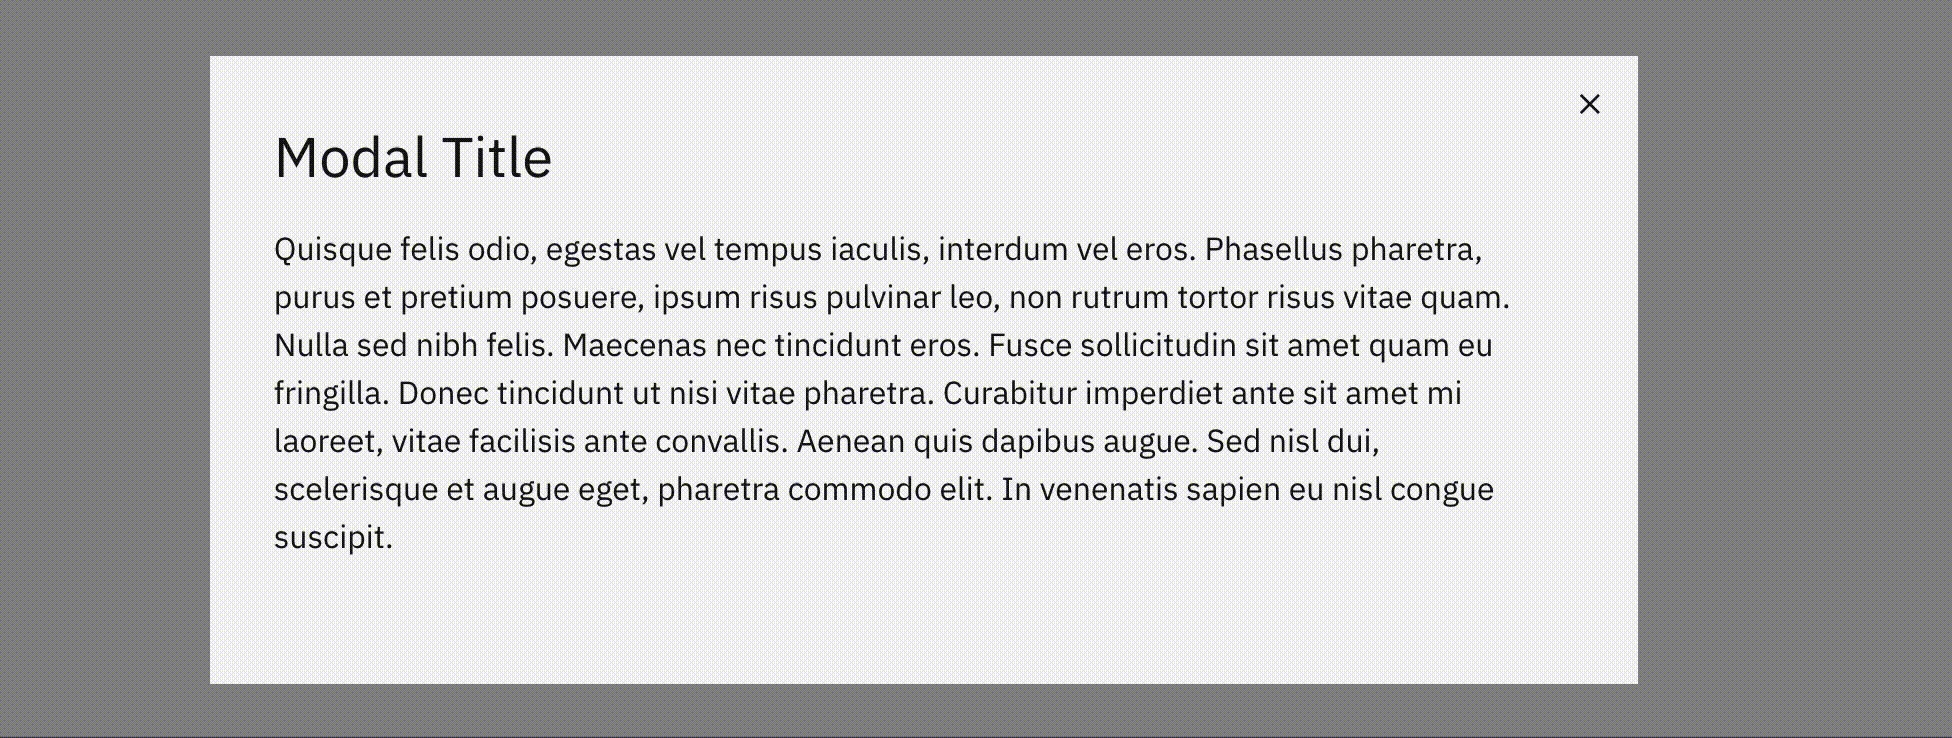 Modal Title
Quisque felis odio, egestas vel tempus iaculis, interdum vel eros. Phasellus pharetra,
purus et pretium posuere, ipsum risus pulvinar leo, non rutrum tortor risus vitae quam.
Nulla sed nibh felis. Maecenas nec tincidunt eros. Fusce sollicitudin sit amet quam eu
fringilla. Donec tincidunt ut nisi vitae pharetra. Curabitur imperdiet ante sit amet mi
laoreet, vitae facilisis ante convallis. Aenean quis dapibus augue. Sed nisl dui,
scelerisque et augue eget, pharetra commodo elit. In venenatis sapien eu nisl congue
suscipit.